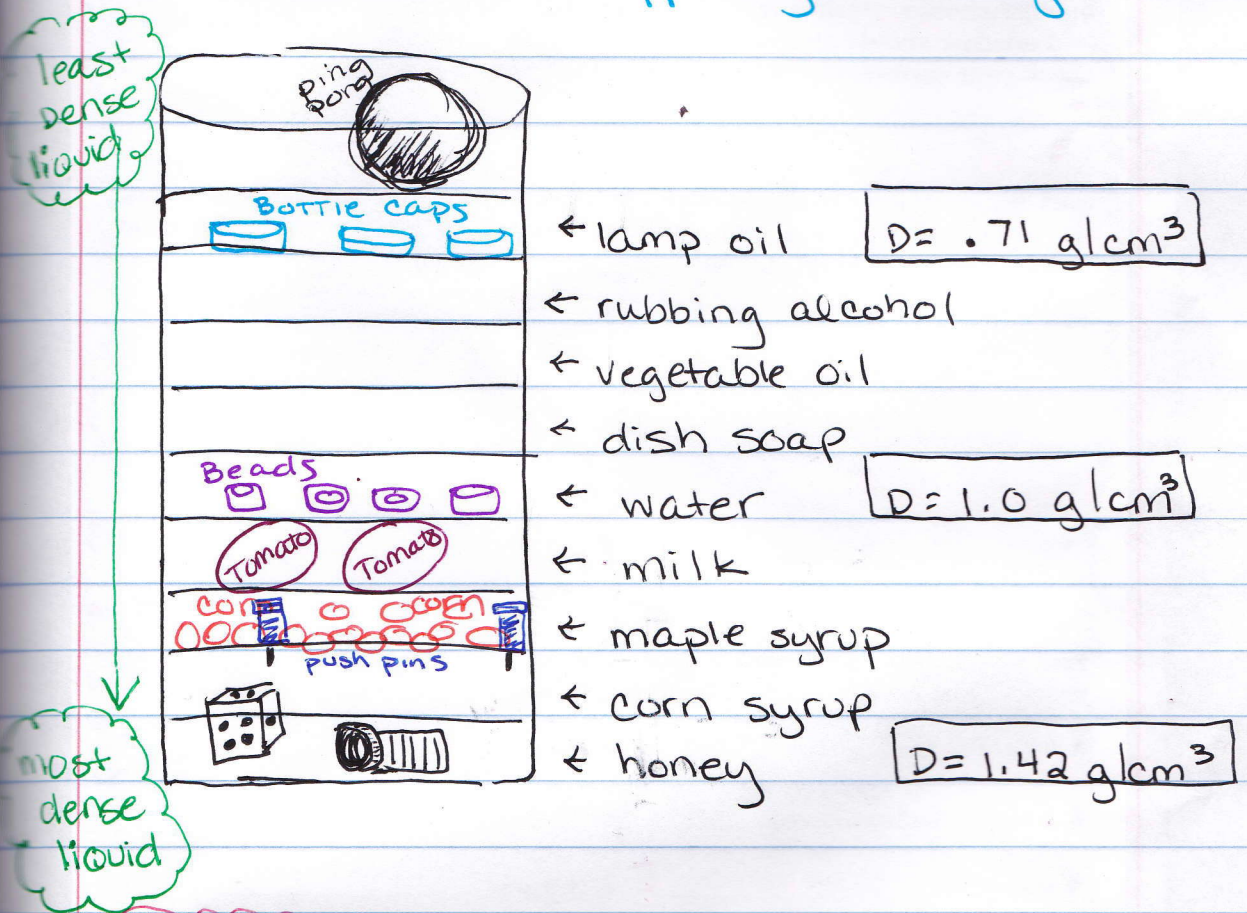 least
dense
liquid
ping
pong
Bottle caps
← lamp oil
D= .71 g/cm³
← rubbing alcohol
← vegetable oil
← dish soap
Beads
← water
D= 1.0 g/cm³
Tomato
Tomato
← milk
corn
corn
← maple syrup
push pins
← corn syrup
← honey
D= 1.42 g/cm³
most
dense
liquid